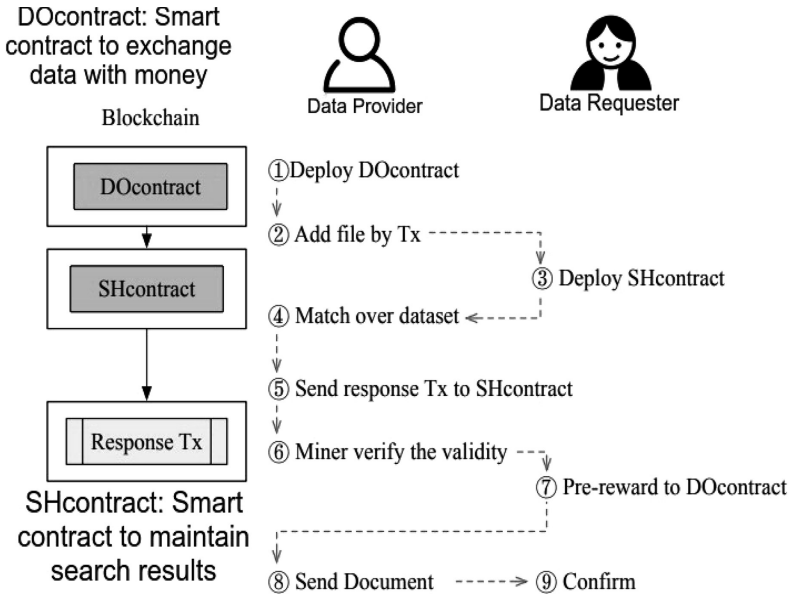 DOcontract: Smart
contract to exchange
data with money
Data Provider
Data Requester
Blockchain
DOcontract
①Deploy DOcontract
② Add file by Tx
③ Deploy SHcontract
SHcontract
④ Match over dataset
⑤ Send response Tx to SHcontract
Response Tx
⑥ Miner verify the validity
⑦ Pre-reward to DOcontract
SHcontract: Smart
contract to maintain
search results
⑧ Send Document
⑨ Confirm